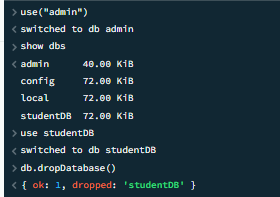 > use("admin")
< switched to db admin
> show dbs
< admin 40.00 KiB
config 72.00 KiB
local 72.00 KiB
studentDB 72.00 KiB
> use studentDB
< switched to db studentDB
> db.dropDatabase()
< { ok: 1, dropped: 'studentDB' }